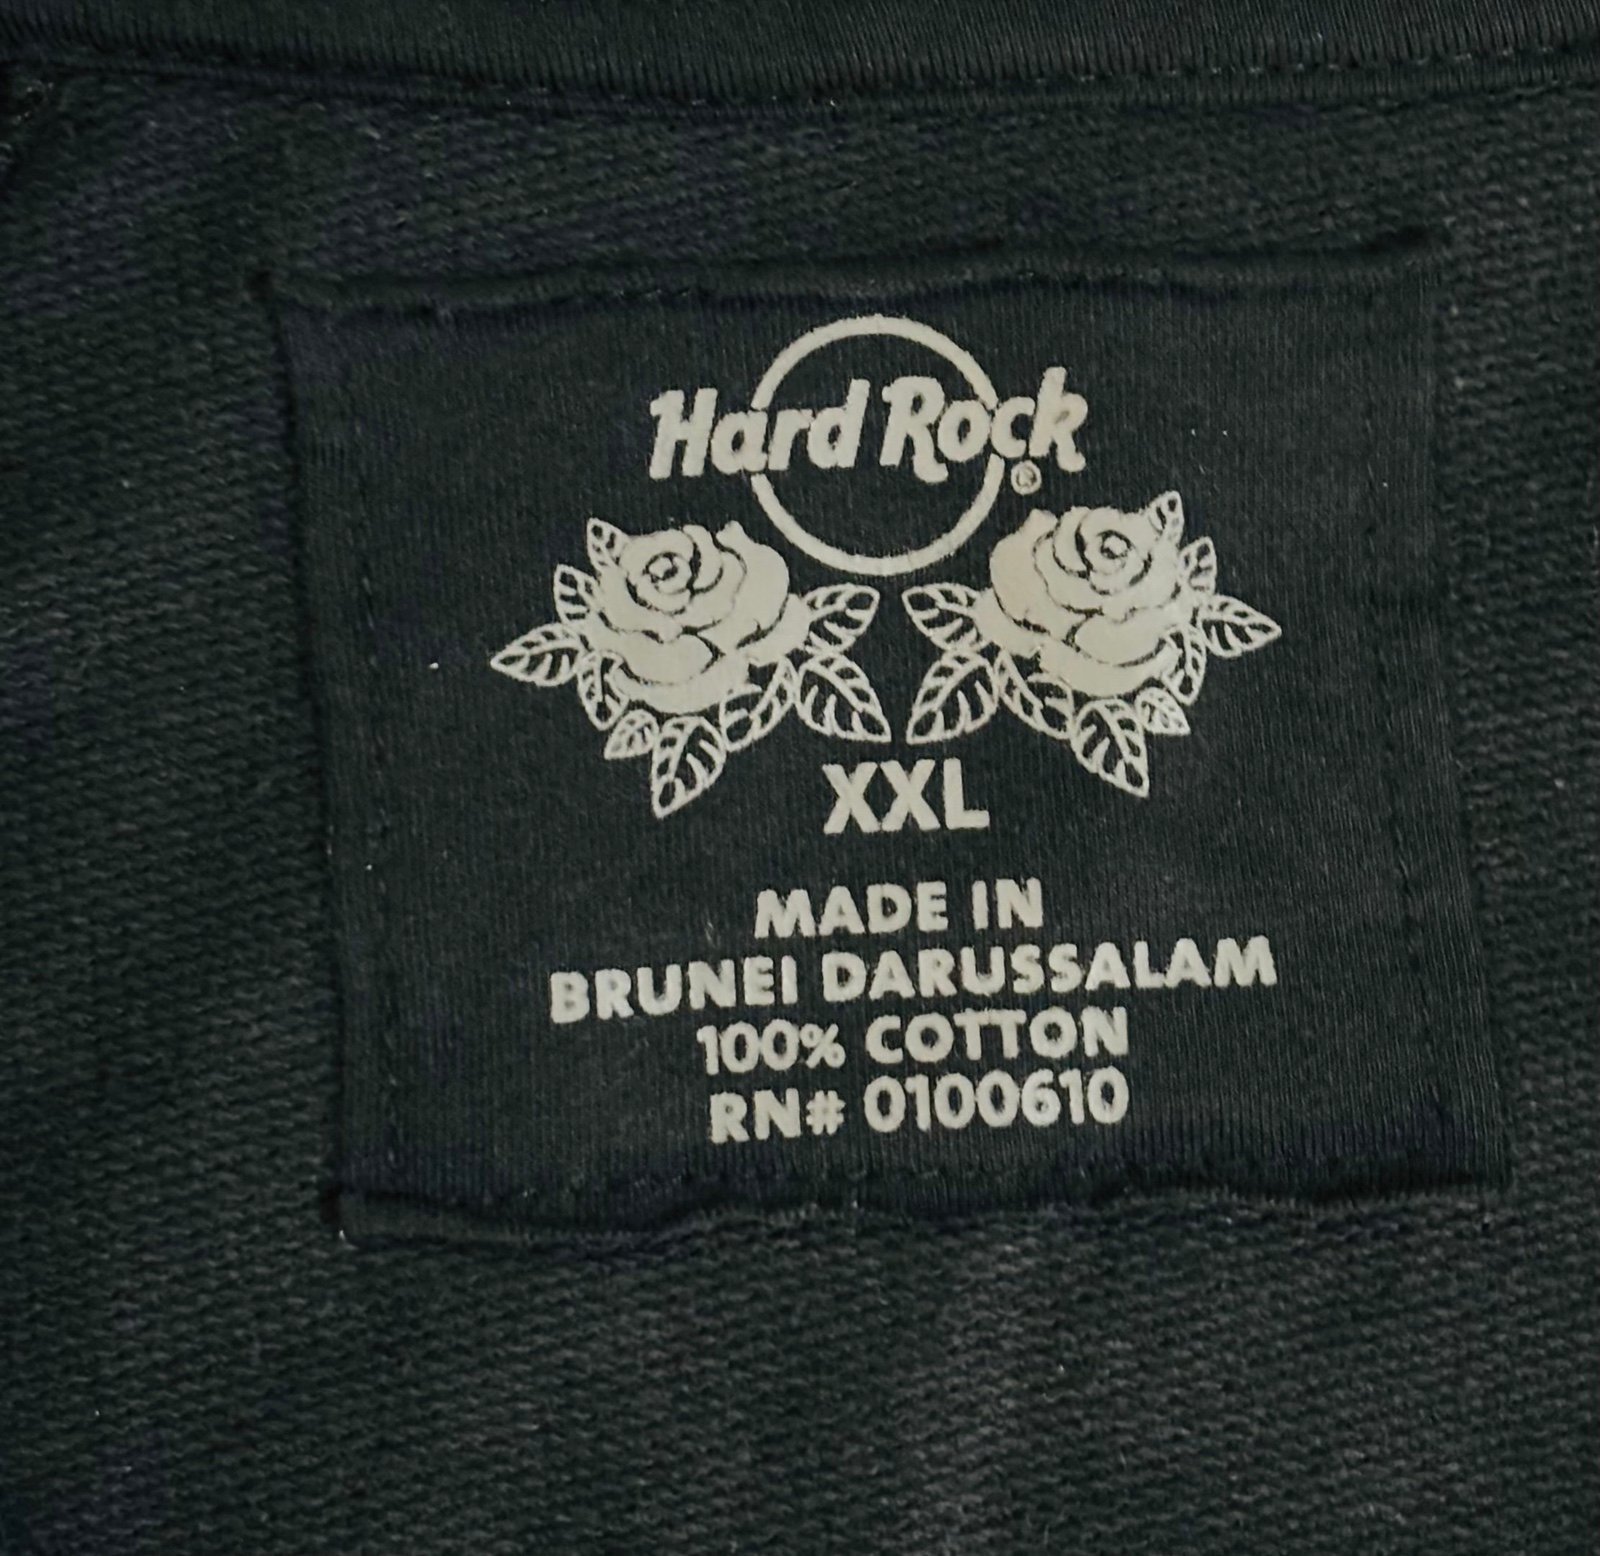 Hard Rock
®
XXL
MADE IN
BRUNEI DARUSSALAM
100% COTTON
RN# 0100610